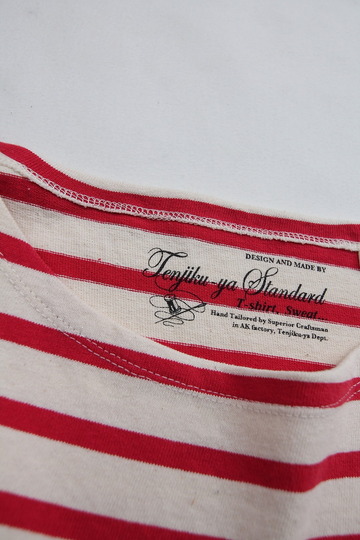 DESIGN AND MADE BY
Tenjiku-ya Standard
T-shirt, Sweat...
Hand Tailored by Superior Craftsman
in AK factory, Tenjiku-ya Dept.